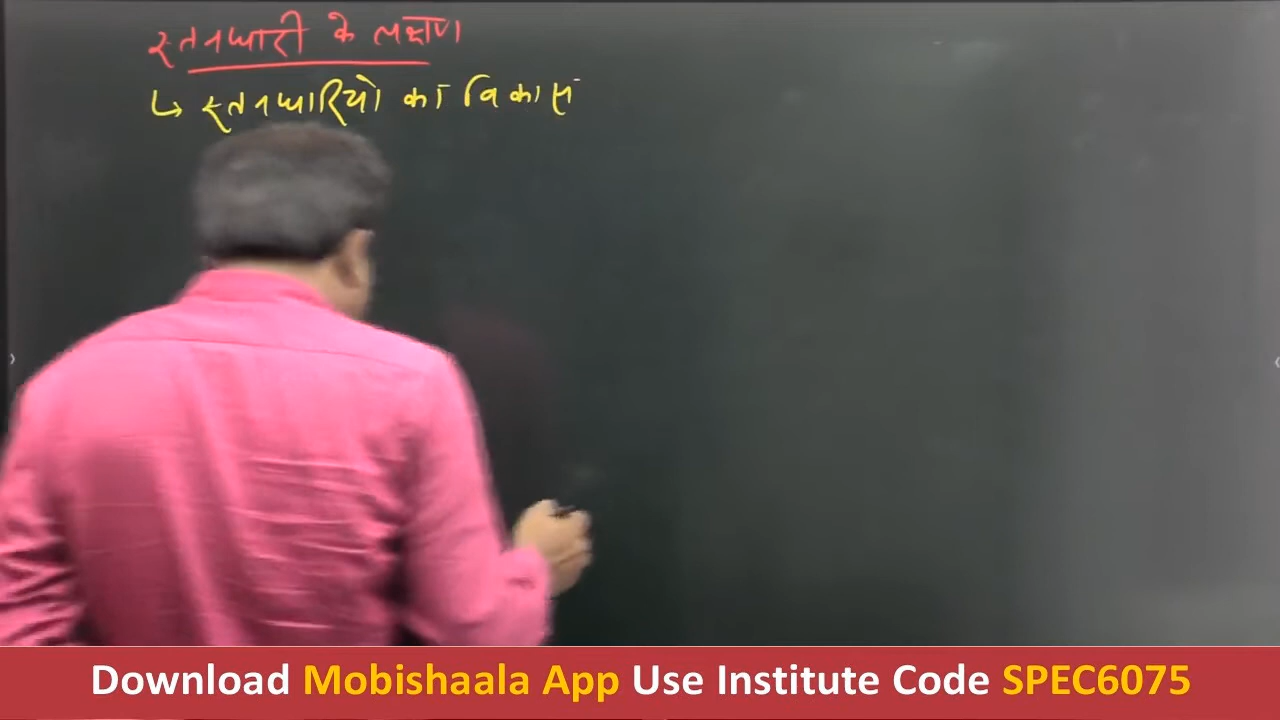 स्तनधारी के लक्षण
↳ स्तनधारियों का विकास
Download Mobishaala App Use Institute Code SPEC6075